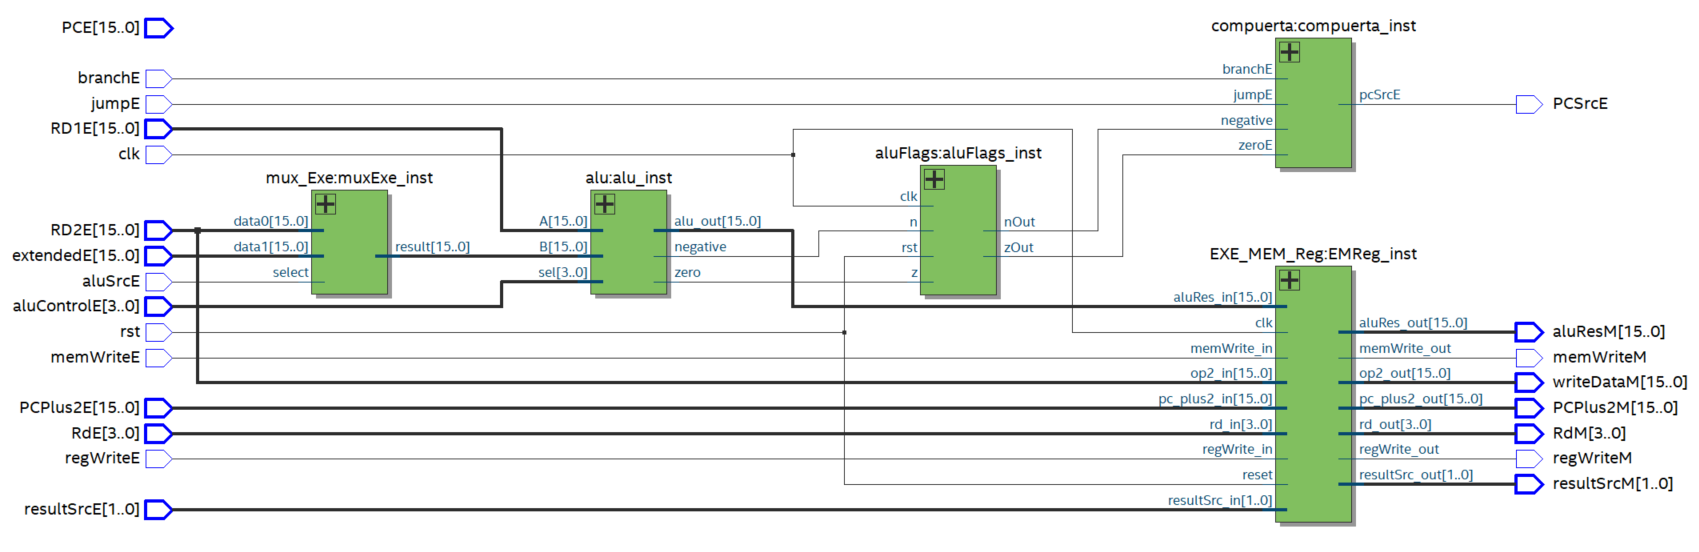 PCE[15..0]
branchE
jumpE
RD1E[15..0]
clk
RD2E[15..0]
extendedE[15..0]
aluSrcE
aluControlE[3..0]
rst
memWriteE
PCPlus2E[15..0]
RdE[3..0]
regWriteE
resultSrcE[1..0]
mux_Exe:muxExe_inst
data0[15..0]
data1[15..0]
select
result[15..0]
alu:alu_inst
A[15..0]
B[15..0]
sel[3..0]
alu_out[15..0]
negative
zero
aluFlags:aluFlags_inst
clk
n
rst
z
nOut
zOut
compuerta:compuerta_inst
branchE
jumpE
negative
zeroE
pcSrcE
EXE_MEM_Reg:EMReg_inst
aluRes_in[15..0]
clk
memWrite_in
op2_in[15..0]
pc_plus2_in[15..0]
rd_in[3..0]
regWrite_in
reset
resultSrc_in[1..0]
aluRes_out[15..0]
memWrite_out
op2_out[15..0]
pc_plus2_out[15..0]
rd_out[3..0]
regWrite_out
resultSrc_out[1..0]
PCSrcE
aluResM[15..0]
memWriteM
writeDataM[15..0]
PCPlus2M[15..0]
RdM[3..0]
regWriteM
resultSrcM[1..0]